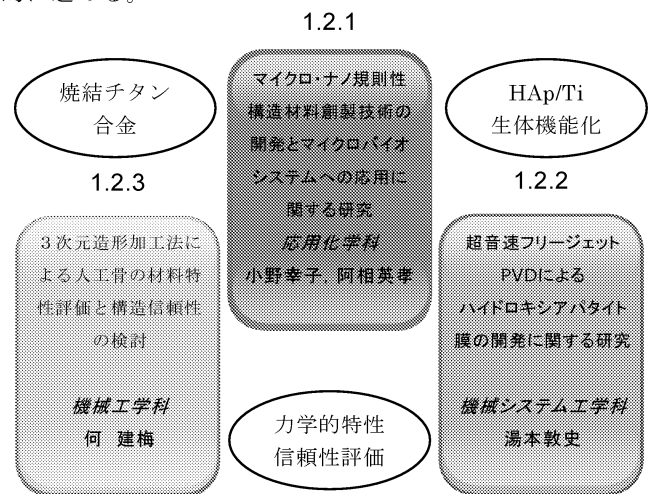 1.2.1
焼結チタン
合金
マイクロ・ナノ規則性
構造材料創製技術の
開発とマイクロバイオ
システムへの応用に
関する研究
応用化学科
小野幸子，阿相英孝
HAp/Ti
生体機能化
1.2.3
3次元造形加工法に
よる人工骨の材料特
性評価と構造信頼性
の検討
機械工学科
何 建梅
1.2.2
超音速フリージェット
PVDによる
ハイドロキシアパタイト
膜の開発に関する研究
機械システム工学科
湯本敦史
力学的特性
信頼性評価